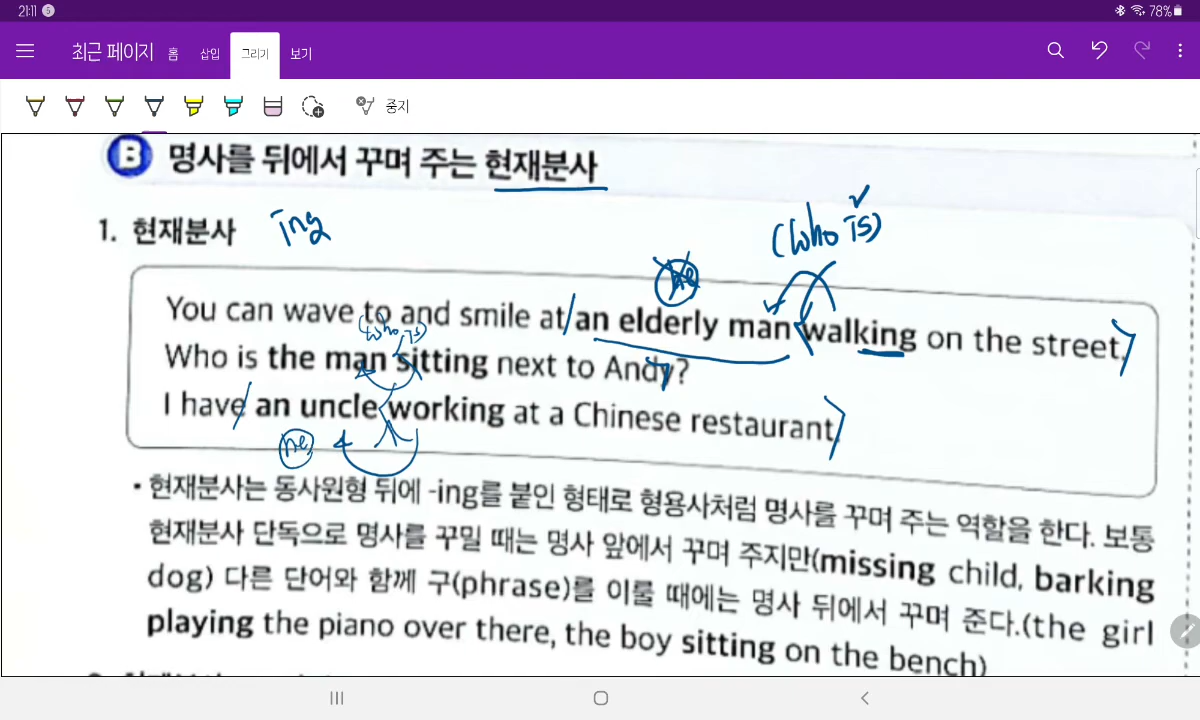 21:11 5 78%
최근 페이지 홈 삽입 그리기 보기
중지
B 명사를 뒤에서 꾸며 주는 현재분사
1. 현재분사 ing
(who is)
he
You can wave to and smile at/an elderly man walking on the street.
(who is)
Who is the man sitting next to Andy?
I have/an uncle working at a Chinese restaurant.
he
• 현재분사는 동사원형 뒤에 -ing를 붙인 형태로 형용사처럼 명사를 꾸며 주는 역할을 한다. 보통
현재분사 단독으로 명사를 꾸밀 때는 명사 앞에서 꾸며 주지만(missing child, barking
dog) 다른 단어와 함께 구(phrase)를 이룰 때에는 명사 뒤에서 꾸며 준다.(the girl
playing the piano over there, the boy sitting on the bench)